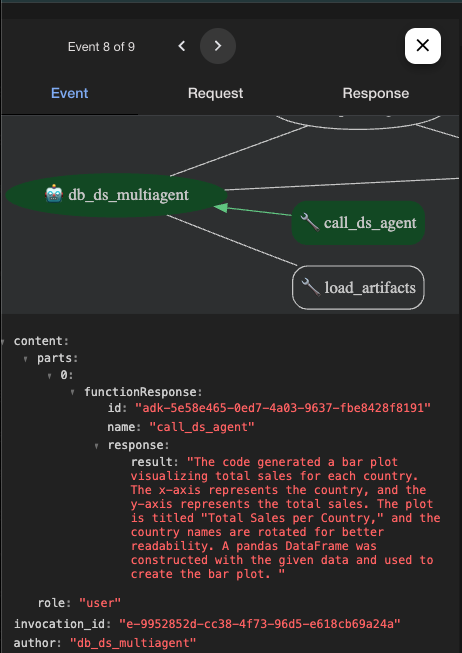 Event 8 of 9
Event Request Response
db_ds_multiagent
call_ds_agent
load_artifacts
content:
parts:
0:
functionResponse:
id: "adk-5e58e465-0ed7-4a03-9637-fbe8428f8191"
name: "call_ds_agent"
response:
result: "The code generated a bar plot
visualizing total sales for each country.
The x-axis represents the country, and the
y-axis represents the total sales. The plot
is titled "Total Sales per Country," and the
country names are rotated for better
readability. A pandas DataFrame was
constructed with the given data and used to
create the bar plot. "
role: "user"
invocation_id: "e-9952852d-cc38-4f73-96d5-e618cb69a24a"
author: "db_ds_multiagent"